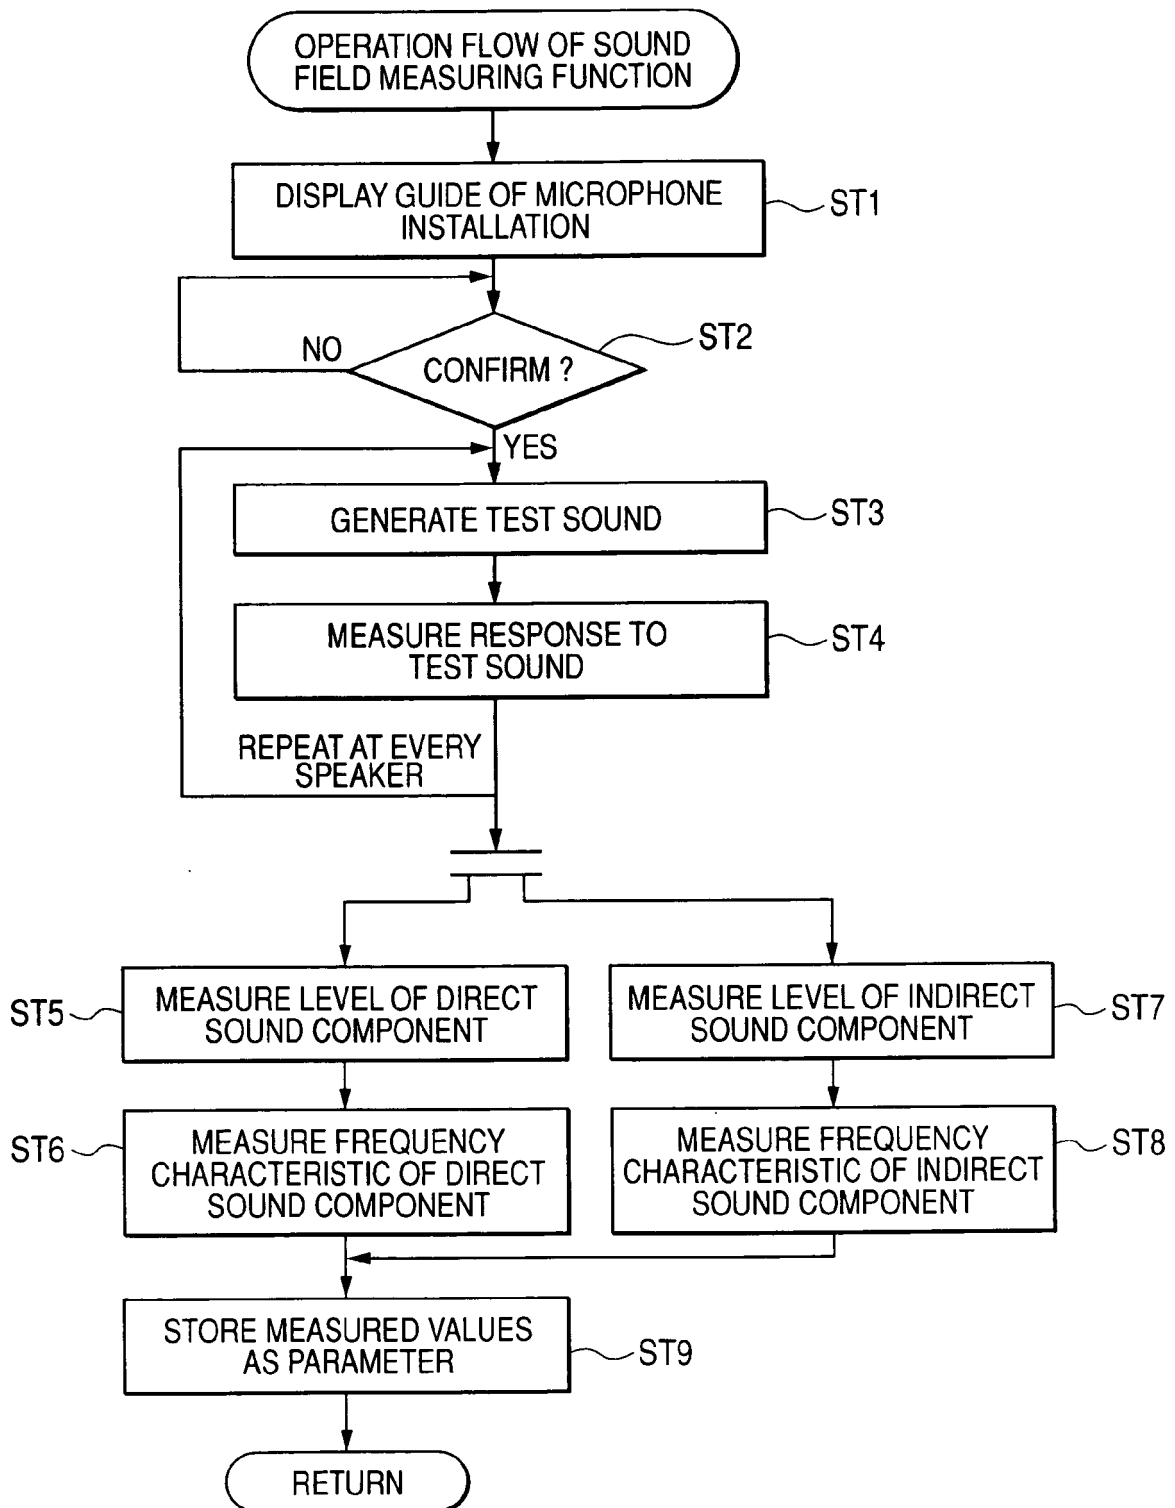 OPERATION FLOW OF SOUND
FIELD MEASURING FUNCTION
DISPLAY GUIDE OF MICROPHONE
INSTALLATION
ST1
NO
CONFIRM ?
ST2
YES
GENERATE TEST SOUND
ST3
MEASURE RESPONSE TO
TEST SOUND
ST4
REPEAT AT EVERY
SPEAKER
ST5
MEASURE LEVEL OF DIRECT
SOUND COMPONENT
MEASURE LEVEL OF INDIRECT
SOUND COMPONENT
ST7
ST6
MEASURE FREQUENCY
CHARACTERISTIC OF DIRECT
SOUND COMPONENT
MEASURE FREQUENCY
CHARACTERISTIC OF INDIRECT
SOUND COMPONENT
ST8
STORE MEASURED VALUES
AS PARAMETER
ST9
RETURN